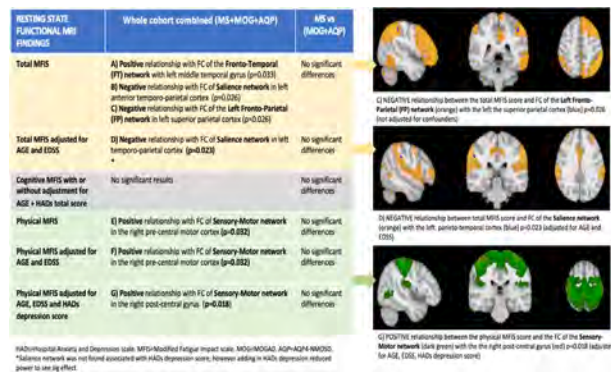 RESTING STATE
FUNCTIONAL MRI
FINDINGS
Whole cohort combined (MS+MOG+AQP)
MS vs
(MOG+AQP)
Total MFIS
A) Positive relationship with FC of the Fronto-Temporal
(FT) network with left middle temporal gyrus (p=0.033)
B) Negative relationship with FC of Salience network in left
anterior temporo-parietal cortex (p=0.026)
C) Negative relationship with FC of the Left Fronto-Parietal
(FP) network in left superior parietal cortex (p=0.026)
No significant
differences
Total MFIS adjusted for
AGE and EDSS
D) Negative relationship with FC of Salience network in left
temporo-parietal cortex (p=0.023)
*
No significant
differences
Cognitive MFIS with or
without adjustment for
AGE + HADs total score
No significant results
No significant
differences
Physical MFIS
E) Positive relationship with FC of Sensory-Motor network
in the right pre-central motor cortex (p=0.032)
No significant
differences
Physical MFIS adjusted
for AGE and EDSS
F) Positive relationship with FC of Sensory-Motor network
in the right pre-central motor cortex (p=0.032)
No significant
differences
Physical MFIS adjusted for
AGE, EDSS and HADs
depression score
G) Positive relationship with FC of Sensory-Motor network
in the right post-central gyrus (p=0.018)
No significant
differences
HADs=Hospital Anxiety and Depression scale. MFIS=Modified Fatigue Impact scale. MOG=MOGAD. AQP=AQP4-NMOSD.
*Salience network was not found associated with HADs depression score, however adding in HADs depression reduced
power to see sig effect
C) NEGATIVE relationship between the total MFIS score and FC of the Left Fronto-
Parietal (FP) network (orange) with the left the superior parietal cortex (blue) p=0.026
(not adjusted for confounders)
D) NEGATIVE relationship between total MFIS score and FC of the Salience network
(orange) with the left parieto-temporal cortex (blue) p=0.023 (adjusted for AGE and
EDSS)
G) POSITIVE relationship between the physical MFIS score and FC of the Sensory-
Motor network (dark green) with the the right post-central gyrus (red) p=0.018 (adjusted
for AGE, EDSS, HADs depression score)